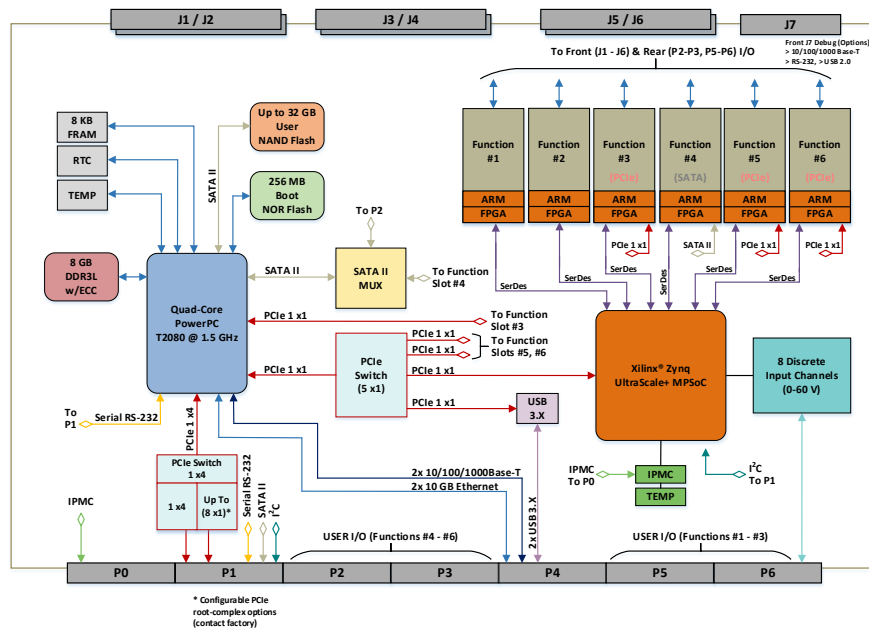 J1 / J2
J3 / J4
J5 / J6
J7
Front J7 Debug (Options)
> 10/100/1000 Base-T
> RS-232, > USB 2.0
To Front (J1 - J6) & Rear (P2-P3, P5-P6) I/O
8 KB
FRAM
RTC
TEMP
SATA II
Up to 32 GB
User
NAND Flash
256 MB
Boot
NOR Flash
8 GB
DDR3L
w/ECC
Quad-Core
PowerPC
T2080 @ 1.5 GHz
To P2
SATA II
SATA II
MUX
To Function
Slot #4
Function
#1
ARM
FPGA
Function
#2
ARM
FPGA
Function
#3
(PCIe)
ARM
FPGA
Function
#4
(SATA)
ARM
FPGA
Function
#5
(PCIe)
ARM
FPGA
Function
#6
(PCIe)
ARM
FPGA
PCIe 1 x1
SATA II
PCIe 1 x1
PCIe 1 x1
SerDes
SerDes
SerDes
SerDes
SerDes
SerDes
PCIe 1 x1
To Function
Slot #3
PCIe 1 x1
PCIe 1 x1
To Function
Slots #5, #6
PCIe 1 x1
PCIe
Switch
(5 x1)
PCIe 1 x1
PCIe 1 x1
USB
3.X
Xilinx® Zynq
UltraScale+ MPSoC
8 Discrete
Input Channels
(0-60 V)
To
P1
Serial RS-232
PCIe 1 x4
PCIe Switch
1 x4
1 x4
Up To
(8 x1)*
IPMC
Serial RS-232
SATA II
I²C
2x 10/100/1000Base-T
2x 10 GB Ethernet
2x USB 3.X
IPMC
To P0
IPMC
TEMP
I²C
To P1
USER I/O (Functions #4 - #6)
USER I/O (Functions #1 - #3)
P0
P1
P2
P3
P4
P5
P6
* Configurable PCIe
root-complex options
(contact factory)